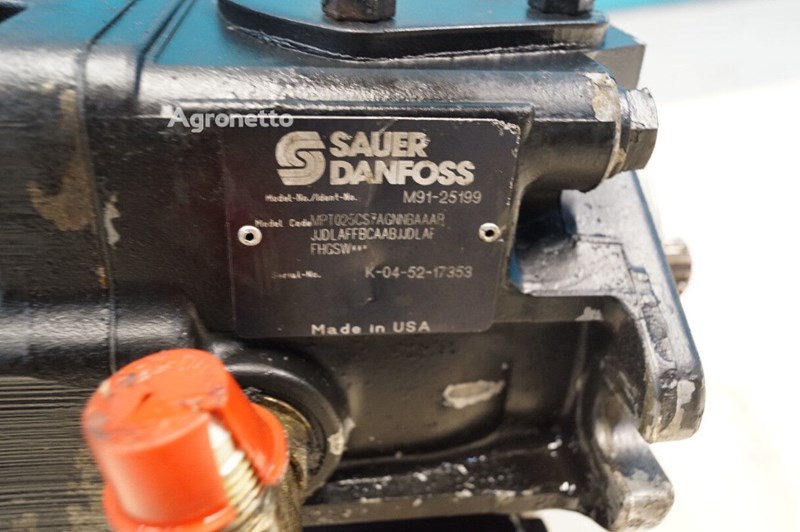 Agronetto
SAUER
DANFOSS
Model-No./Ident-No. M91-25199
Model Code
JJDLAFFBCAABJJDLAF
FHGSW***
Serial-No. K-04-52-17353
Made in USA